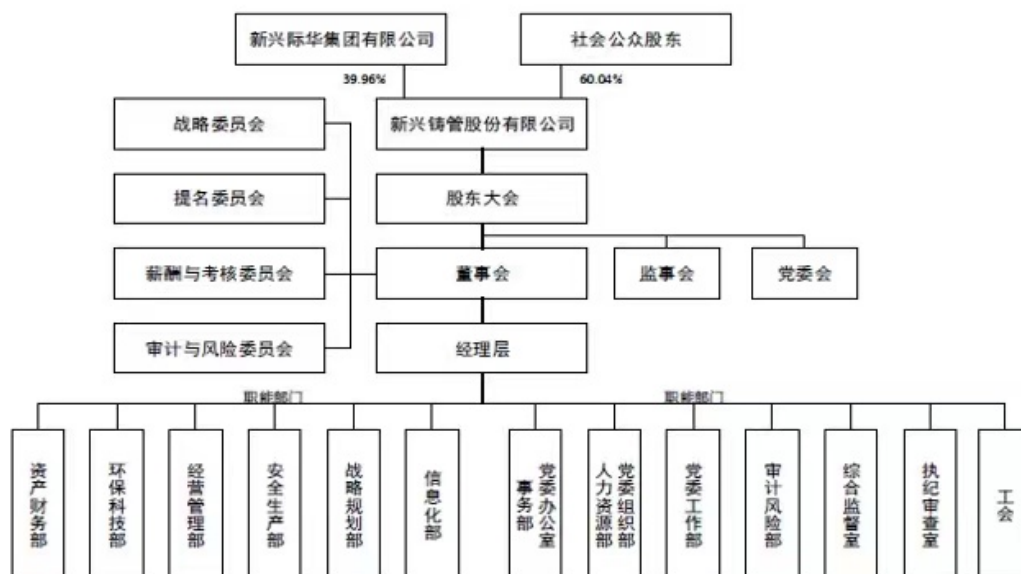 新兴际华集团有限公司
社会公众股东
39.96%
60.04%
战略委员会
新兴铸管股份有限公司
提名委员会
股东大会
薪酬与考核委员会
董事会
监事会
党委会
审计与风险委员会
经理层
职能部门
职能部门
资产财务部
环保科技部
经营管理部
安全生产部
战略规划部
信息化部
党委办公室
事务部
党委组织部
人力资源部
党委工作部
审计风险部
综合监督室
执纪审查室
工会